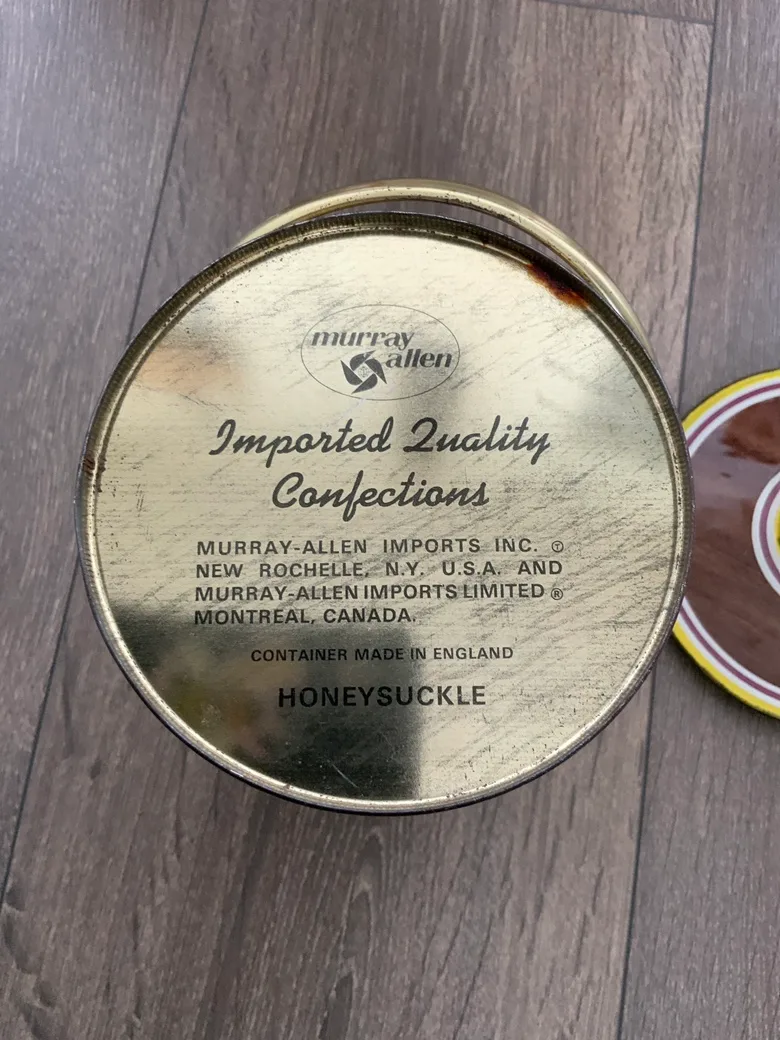 murray
allen
Imported Quality
Confections
MURRAY-ALLEN IMPORTS INC. Ⓣ
NEW ROCHELLE, N.Y. U.S.A. AND
MURRAY-ALLEN IMPORTS LIMITED ®
MONTREAL, CANADA.
CONTAINER MADE IN ENGLAND
HONEYSUCKLE